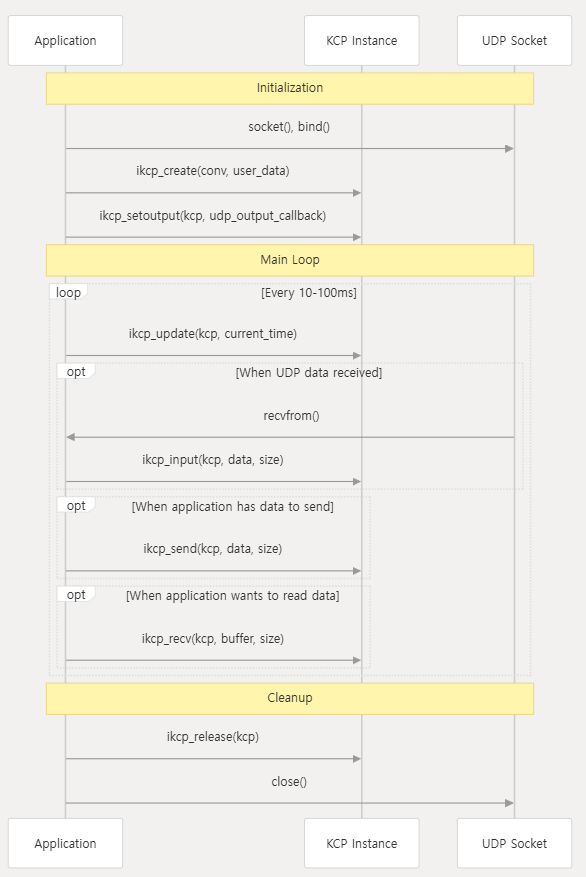 Application
KCP Instance
UDP Socket
Initialization
socket(), bind()
ikcp_create(conv, user_data)
ikcp_setoutput(kcp, udp_output_callback)
Main Loop
loop
[Every 10-100ms]
ikcp_update(kcp, current_time)
opt
[When UDP data received]
recvfrom()
ikcp_input(kcp, data, size)
opt
[When application has data to send]
ikcp_send(kcp, data, size)
opt
[When application wants to read data]
ikcp_recv(kcp, buffer, size)
Cleanup
ikcp_release(kcp)
close()
Application
KCP Instance
UDP Socket